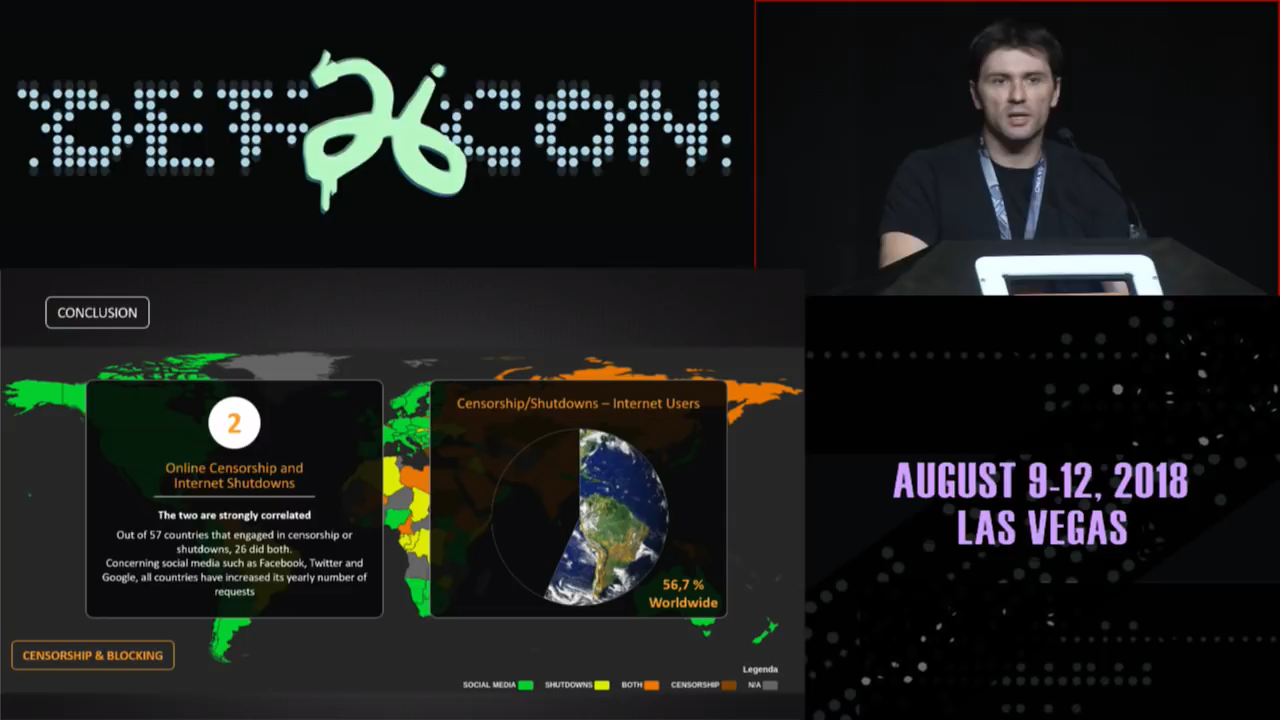 DEF CON
26
CONCLUSION
2
Online Censorship and
Internet Shutdowns
The two are strongly correlated
Out of 57 countries that engaged in censorship or
shutdowns, 26 did both.
Concerning social media such as Facebook, Twitter and
Google, all countries have increased its yearly number of
requests
Censorship/Shutdowns – Internet Users
56,7 %
Worldwide
CENSORSHIP & BLOCKING
Legenda
SOCIAL MEDIA SHUTDOWNS BOTH CENSORSHIP N/A
AUGUST 9-12, 2018
LAS VEGAS